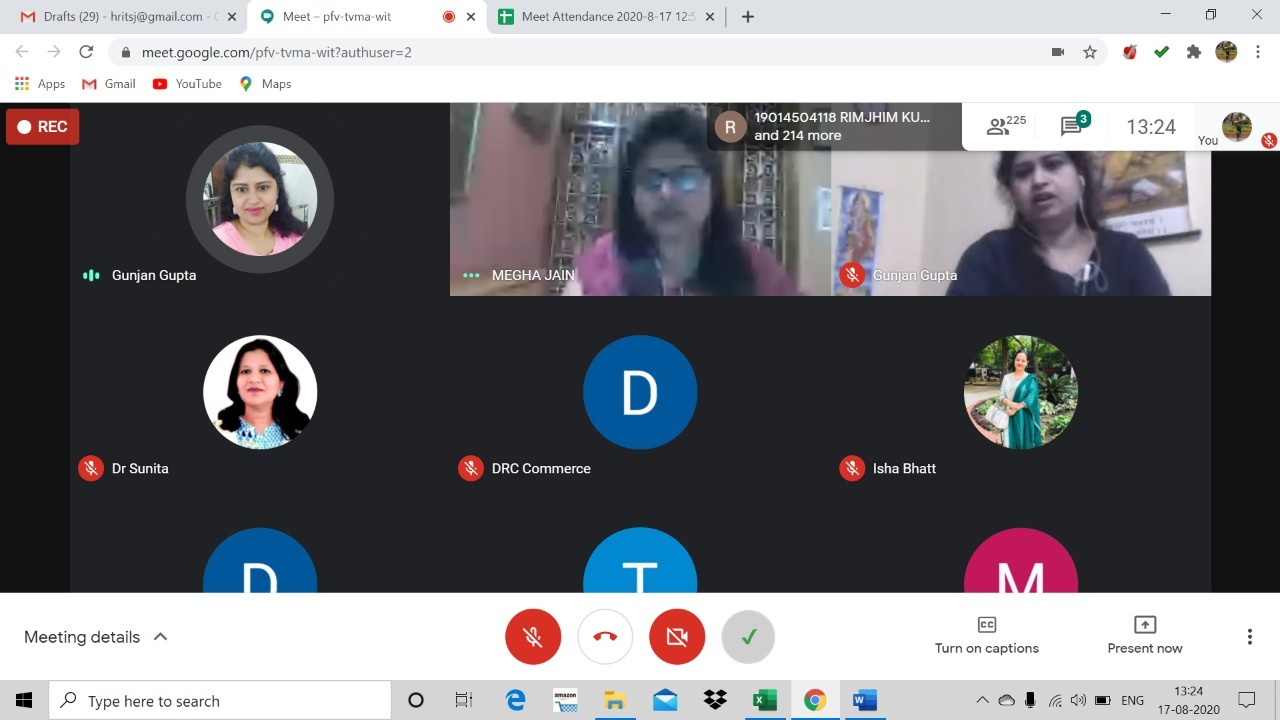 Drafts (29) - hritsj@gmail.com -
Meet – pfv-tvma-wit
Meet Attendance 2020-8-17 12:5
meet.google.com/pfv-tvma-wit?authuser=2
Apps
Gmail
YouTube
Maps
REC
R
19014504118 RIMJHIM KU...
and 214 more
225
3
13:24
You
Gunjan Gupta
MEGHA JAIN
Gunjan Gupta
D
Dr Sunita
DRC Commerce
Isha Bhatt
D
T
M
Meeting details
CC
Turn on captions
Present now
Type here to search
amazon
ENG
13:24
17-08-2020